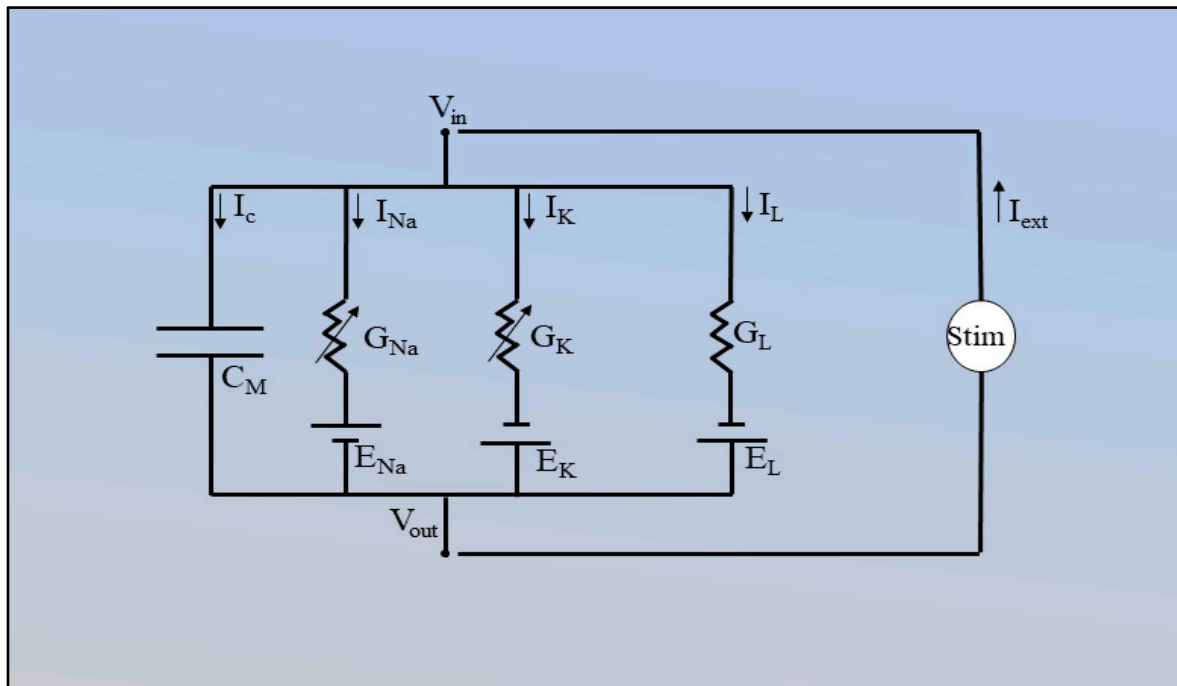 V_in
I_c
I_Na
I_K
I_L
I_ext
G_Na
G_K
G_L
Stim
C_M
E_Na
E_K
E_L
V_out